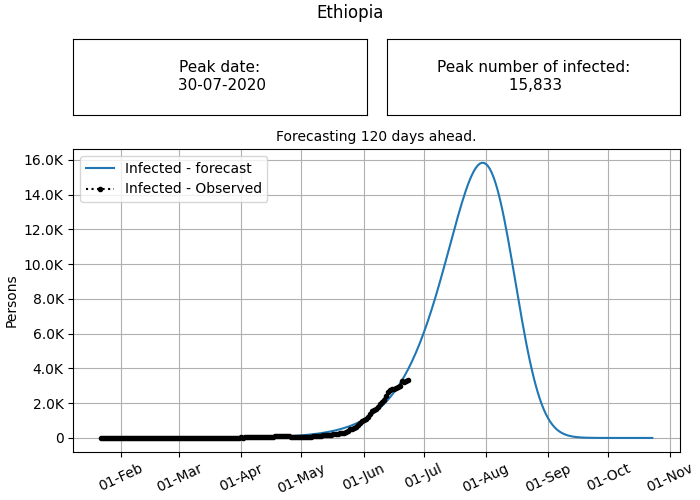 Ethiopia
Peak date:
30-07-2020
Peak number of infected:
15,833
Forecasting 120 days ahead.
Infected - forecast
Infected - Observed
16.0K
14.0K
12.0K
10.0K
8.0K
6.0K
4.0K
2.0K
0
Persons
01-Feb
01-Mar
01-Apr
01-May
01-Jun
01-Jul
01-Aug
01-Sep
01-Oct
01-Nov